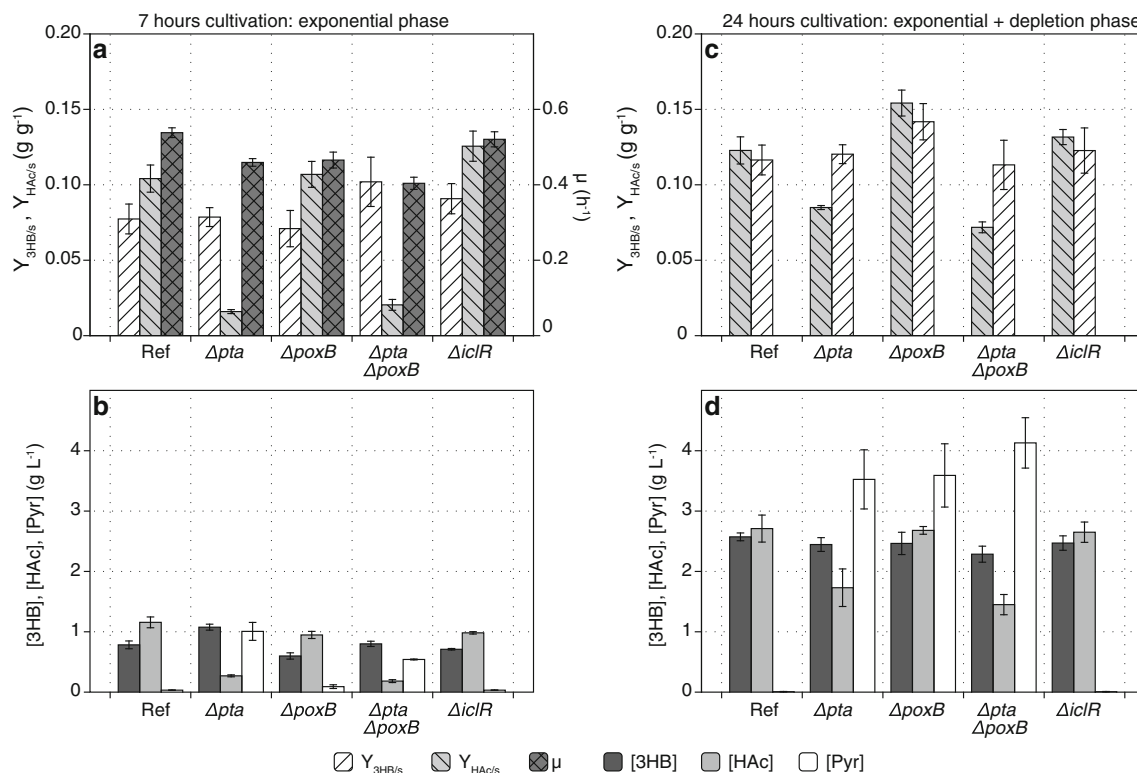 7 hours cultivation: exponential phase
24 hours cultivation: exponential + depletion phase
a
0.20
0.15
0.10
0.05
0
Y3HB/s, YHAc/s (g g-1)
0.6
0.4
0.2
0
μ (h-1)
Ref
Δpta
ΔpoxB
Δpta
ΔpoxB
ΔiclR
c
0.20
0.15
0.10
0.05
0
Y3HB/s, YHAc/s (g g-1)
Ref
Δpta
ΔpoxB
Δpta
ΔpoxB
ΔiclR
b
4
3
2
1
0
[3HB], [HAc], [Pyr] (g L-1)
Ref
Δpta
ΔpoxB
Δpta
ΔpoxB
ΔiclR
d
4
3
2
1
0
[3HB], [HAc], [Pyr] (g L-1)
Ref
Δpta
ΔpoxB
Δpta
ΔpoxB
ΔiclR
Y3HB/s YHAc/s μ [3HB] [HAc] [Pyr]